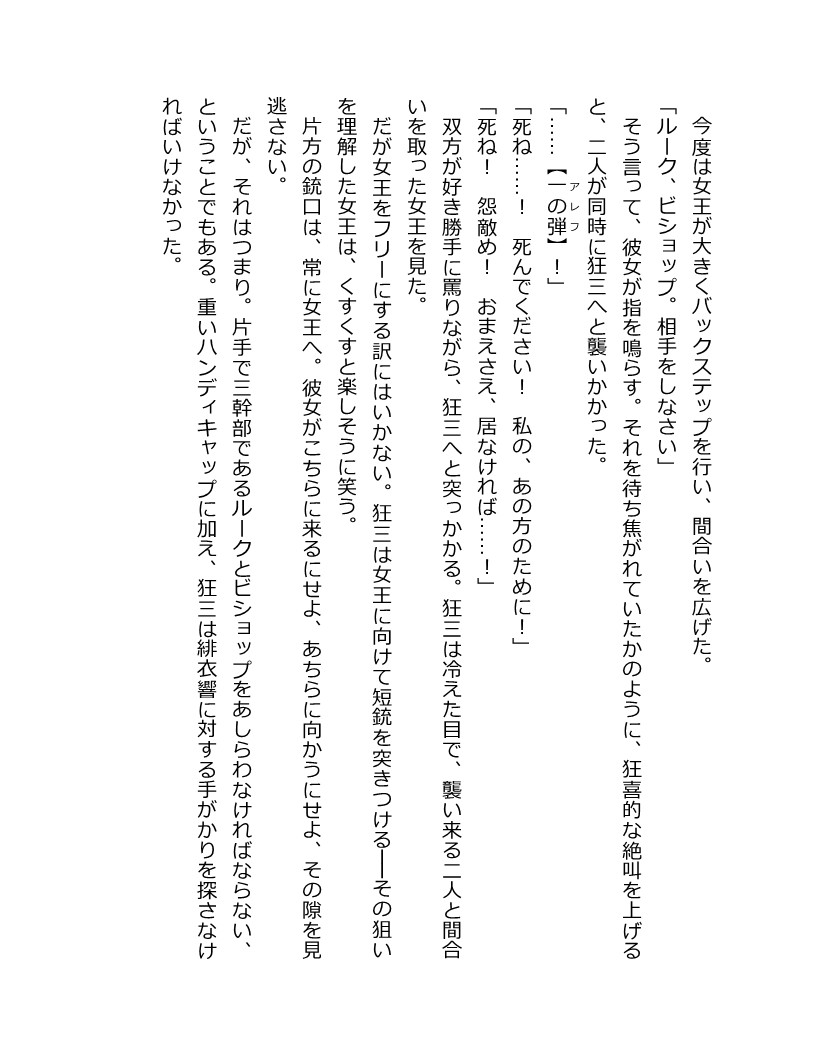 今度は女王が大きくバックステップを行い、間合いを広げた。
「ルーク、ビショップ。相手をしなさい」
　そう言って、彼女が指を鳴らす。それを待ち焦がれていたかのように、狂喜的な絶叫を上げる
と、二人が同時に狂三へと襲いかかった。
アレフ
「……【一の弾】！」
「死ね……！　死んでください！　私の、あの方のために！」
「死ね！　怨敵め！　おまえさえ、居なければ……！」
　双方が好き勝手に罵りながら、狂三へと突っかかる。狂三は冷えた目で、襲い来る二人と間合
いを取った女王を見た。
　だが女王をフリーにする訳にはいかない。狂三は女王に向けて短銃を突きつける――その狙い
を理解した女王は、くすくすと楽しそうに笑う。
　片方の銃口は、常に女王へ。彼女がこちらに来るにせよ、あちらに向かうにせよ、その隙を見
逃さない。
　だが、それはつまり。片手で三幹部であるルークとビショップをあしらわなければならない、
ということでもある。重いハンディキャップに加え、狂三は緋衣響に対する手がかりを探さなけ
ればいけなかった。